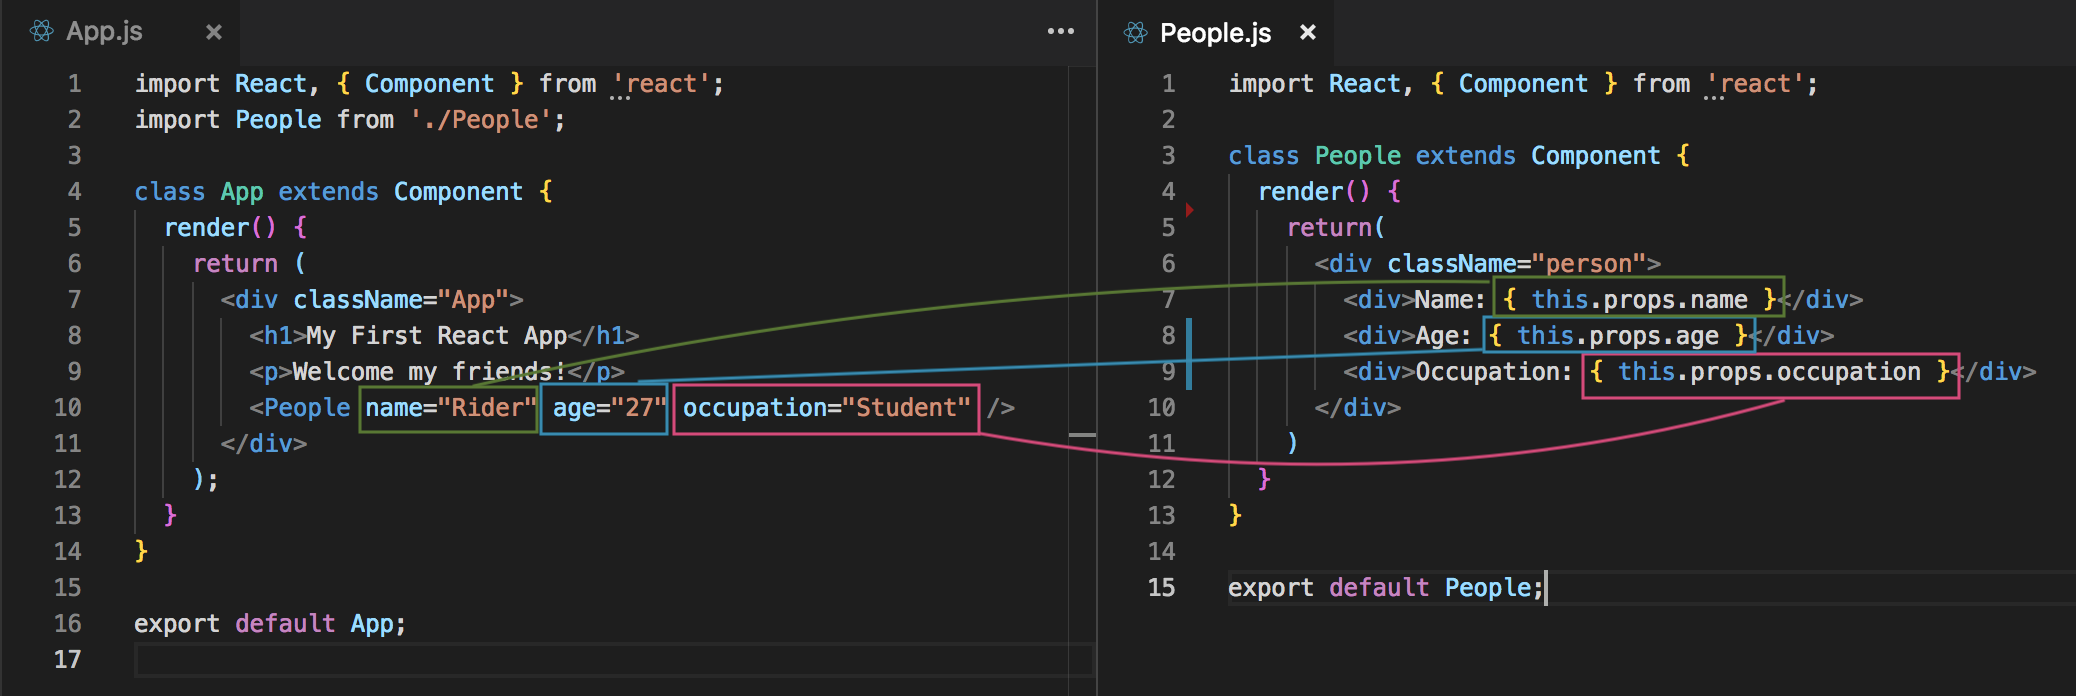 App.js ×
1 import React, { Component } from 'react';
2 import People from './People';
3
4 class App extends Component {
5 render() {
6 return (
7 <div className="App">
8 <h1>My First React App</h1>
9 <p>Welcome my friends!</p>
10 <People name="Rider" age="27" occupation="Student" />
11 </div>
12 );
13 }
14 }
15
16 export default App;
17
People.js ×
1 import React, { Component } from 'react';
2
3 class People extends Component {
4 render() {
5 return(
6 <div className="person">
7 <div>Name: { this.props.name }</div>
8 <div>Age: { this.props.age }</div>
9 <div>Occupation: { this.props.occupation }</div>
10 </div>
11 )
12 }
13 }
14
15 export default People;